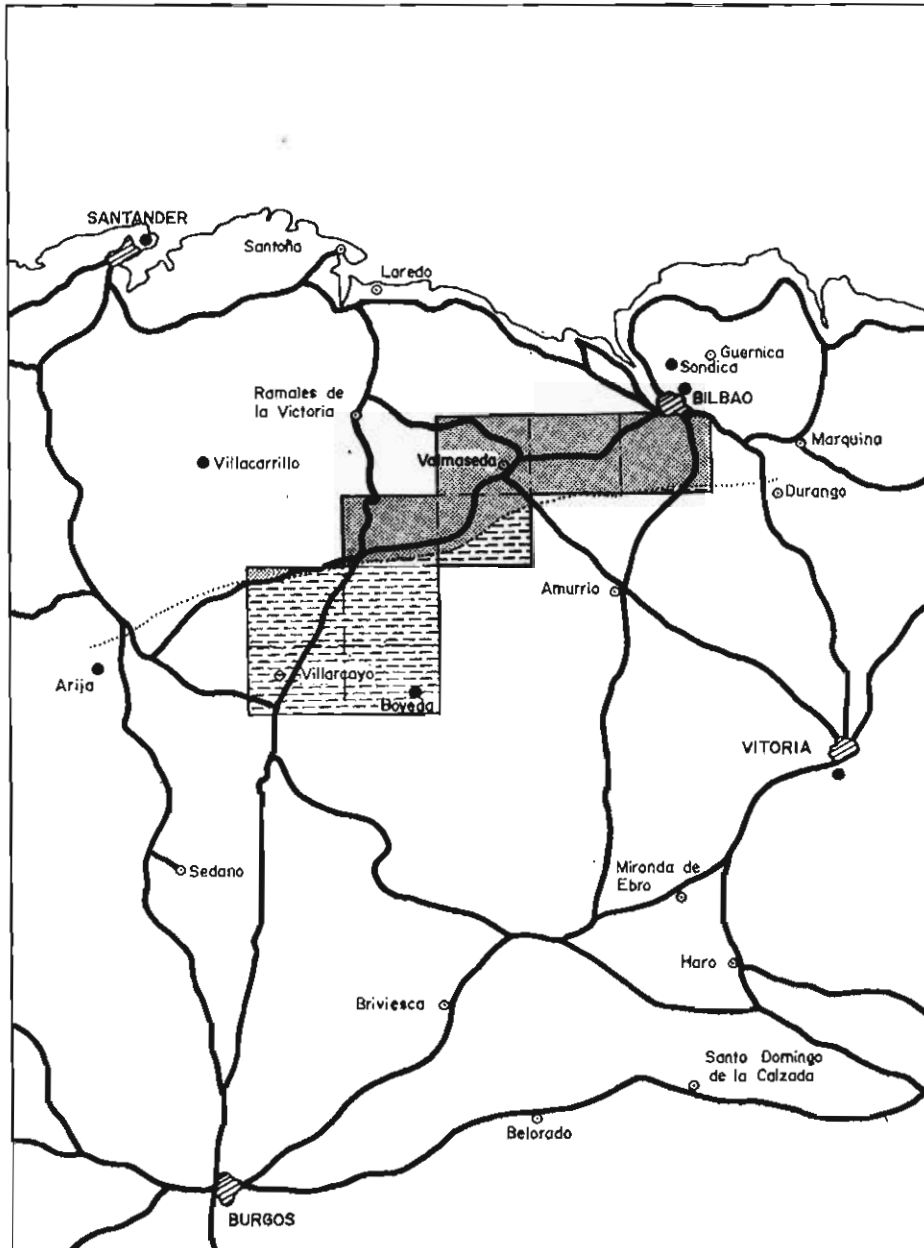 SANTANDER
Santoña
Laredo
Guernica
Sondica
BILBAO
Ramales de
la Victoria
Marquina
Villacarrillo
Valmaseda
Durango
Amurrio
Arija
Villarcayo
Boveda
VITORIA
Sedano
Mironda de
Ebro
Haro
Briviesca
Santo Domingo
de la Calzada
Belorado
BURGOS